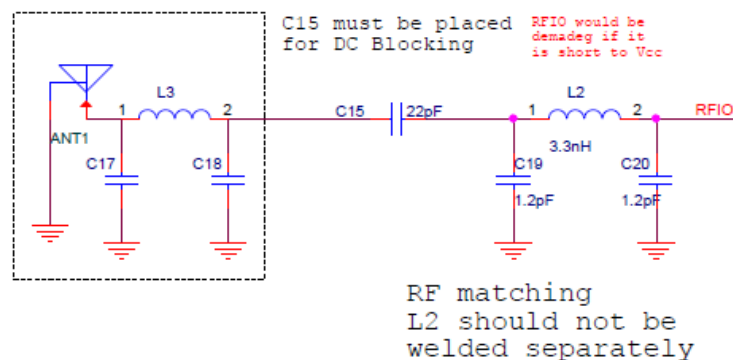 C15 must be placed
for DC Blocking
RFIO would be
demadeg if it
is short to Vcc
L3
1
2
C15
22pF
L2
1
2
RFIO
ANT1
3.3nH
C17
C18
C19
C20
1.2pF
1.2pF
RF matching
L2 should not be
welded separately